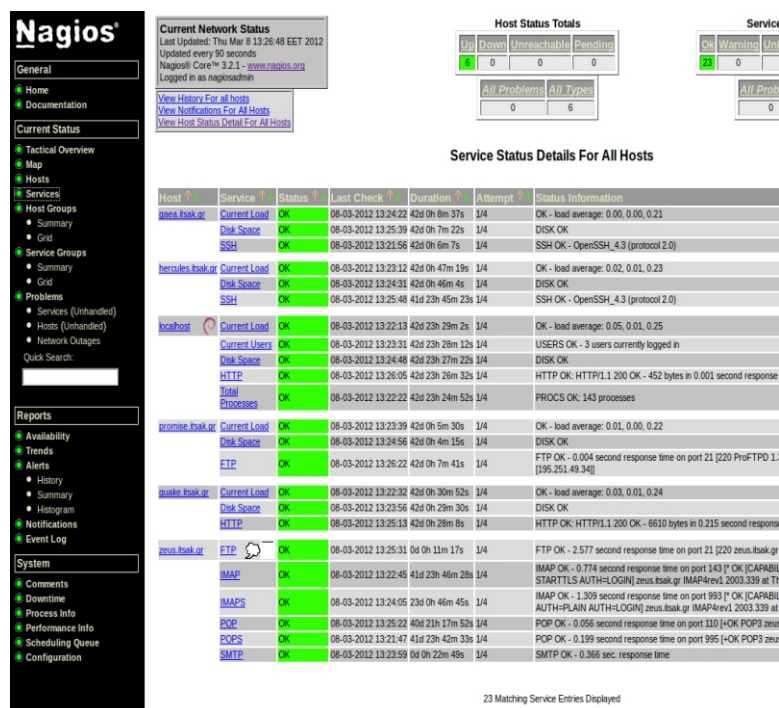 Nagios®
General
Home
Documentation
Current Status
Tactical Overview
Map
Hosts
Services
Host Groups
Summary
Grid
Service Groups
Summary
Grid
Problems
Services (Unhandled)
Hosts (Unhandled)
Network Outages
Quick Search:
Reports
Availability
Trends
Alerts
History
Summary
Histogram
Notifications
Event Log
System
Comments
Downtime
Process Info
Performance Info
Scheduling Queue
Configuration
Current Network Status
Last Updated: Thu Mar 8 13:26:48 EET 2012
Updated every 90 seconds
Nagios® Core™ 3.2.1 - www.nagios.org
Logged in as nagiosadmin
View History For all hosts
View Notifications For All Hosts
View Host Status Detail For All Hosts
Host Status Totals
Up Down Unreachable Pending
6 0 0 0
All Problems All Types
0 6
Service
Ok Warning
23 0
All Prob
0
Service Status Details For All Hosts
Host Service Status Last Check Duration Attempt Status Information
gaea.itsak.gr Current Load OK 08-03-2012 13:24:22 42d 0h 8m 37s 1/4 OK - load average: 0.00, 0.00, 0.21
Disk Space OK 08-03-2012 13:25:39 42d 0h 7m 22s 1/4 DISK OK
SSH OK 08-03-2012 13:21:56 42d 0h 6m 7s 1/4 SSH OK - OpenSSH_4.3 (protocol 2.0)
hercules.itsak.gr Current Load OK 08-03-2012 13:23:12 42d 0h 47m 19s 1/4 OK - load average: 0.02, 0.01, 0.23
Disk Space OK 08-03-2012 13:24:31 42d 0h 46m 4s 1/4 DISK OK
SSH OK 08-03-2012 13:25:48 41d 23h 45m 23s 1/4 SSH OK - OpenSSH_4.3 (protocol 2.0)
localhost Current Load OK 08-03-2012 13:22:13 42d 23h 29m 2s 1/4 OK - load average: 0.05, 0.01, 0.25
Current Users OK 08-03-2012 13:23:31 42d 23h 28m 12s 1/4 USERS OK - 3 users currently logged in
Disk Space OK 08-03-2012 13:24:48 42d 23h 27m 22s 1/4 DISK OK
HTTP OK 08-03-2012 13:26:05 42d 23h 26m 32s 1/4 HTTP OK: HTTP/1.1 200 OK - 452 bytes in 0.001 second response
Total Processes OK 08-03-2012 13:22:22 42d 23h 24m 52s 1/4 PROCS OK: 143 processes
promise.itsak.gr Current Load OK 08-03-2012 13:23:39 42d 0h 5m 30s 1/4 OK - load average: 0.01, 0.00, 0.22
Disk Space OK 08-03-2012 13:24:56 42d 0h 4m 15s 1/4 DISK OK
FTP OK 08-03-2012 13:26:22 42d 0h 7m 41s 1/4 FTP OK - 0.004 second response time on port 21 [220 ProFTPD 1.
[195.251.49.34]]
quake.itsak.gr Current Load OK 08-03-2012 13:22:32 42d 0h 30m 52s 1/4 OK - load average: 0.03, 0.01, 0.24
Disk Space OK 08-03-2012 13:23:56 42d 0h 29m 30s 1/4 DISK OK
HTTP OK 08-03-2012 13:25:13 42d 0h 28m 8s 1/4 HTTP OK: HTTP/1.1 200 OK - 6610 bytes in 0.215 second respons
zeus.itsak.gr FTP OK 08-03-2012 13:25:31 0d 0h 11m 17s 1/4 FTP OK - 2.577 second response time on port 21 [220 zeus.itsak.gr
IMAP OK 08-03-2012 13:22:45 41d 23h 46m 28s 1/4 IMAP OK - 0.774 second response time on port 143 [* OK [CAPABIL
STARTTLS AUTH=LOGIN] zeus.itsak.gr IMAP4rev1 2003.339 at Th
IMAPS OK 08-03-2012 13:24:05 23d 0h 46m 45s 1/4 IMAP OK - 1.309 second response time on port 993 [* OK [CAPABIL
AUTH=PLAIN AUTH=LOGIN] zeus.itsak.gr IMAP4rev1 2003.339 at
POP OK 08-03-2012 13:25:22 40d 21h 17m 52s 1/4 POP OK - 0.056 second response time on port 110 [+OK POP3 zeus
POPS OK 08-03-2012 13:21:47 41d 23h 42m 33s 1/4 POP OK - 0.199 second response time on port 995 [+OK POP3 zeus
SMTP OK 08-03-2012 13:23:59 0d 0h 22m 49s 1/4 SMTP OK - 0.366 sec. response time
23 Matching Service Entries Displayed